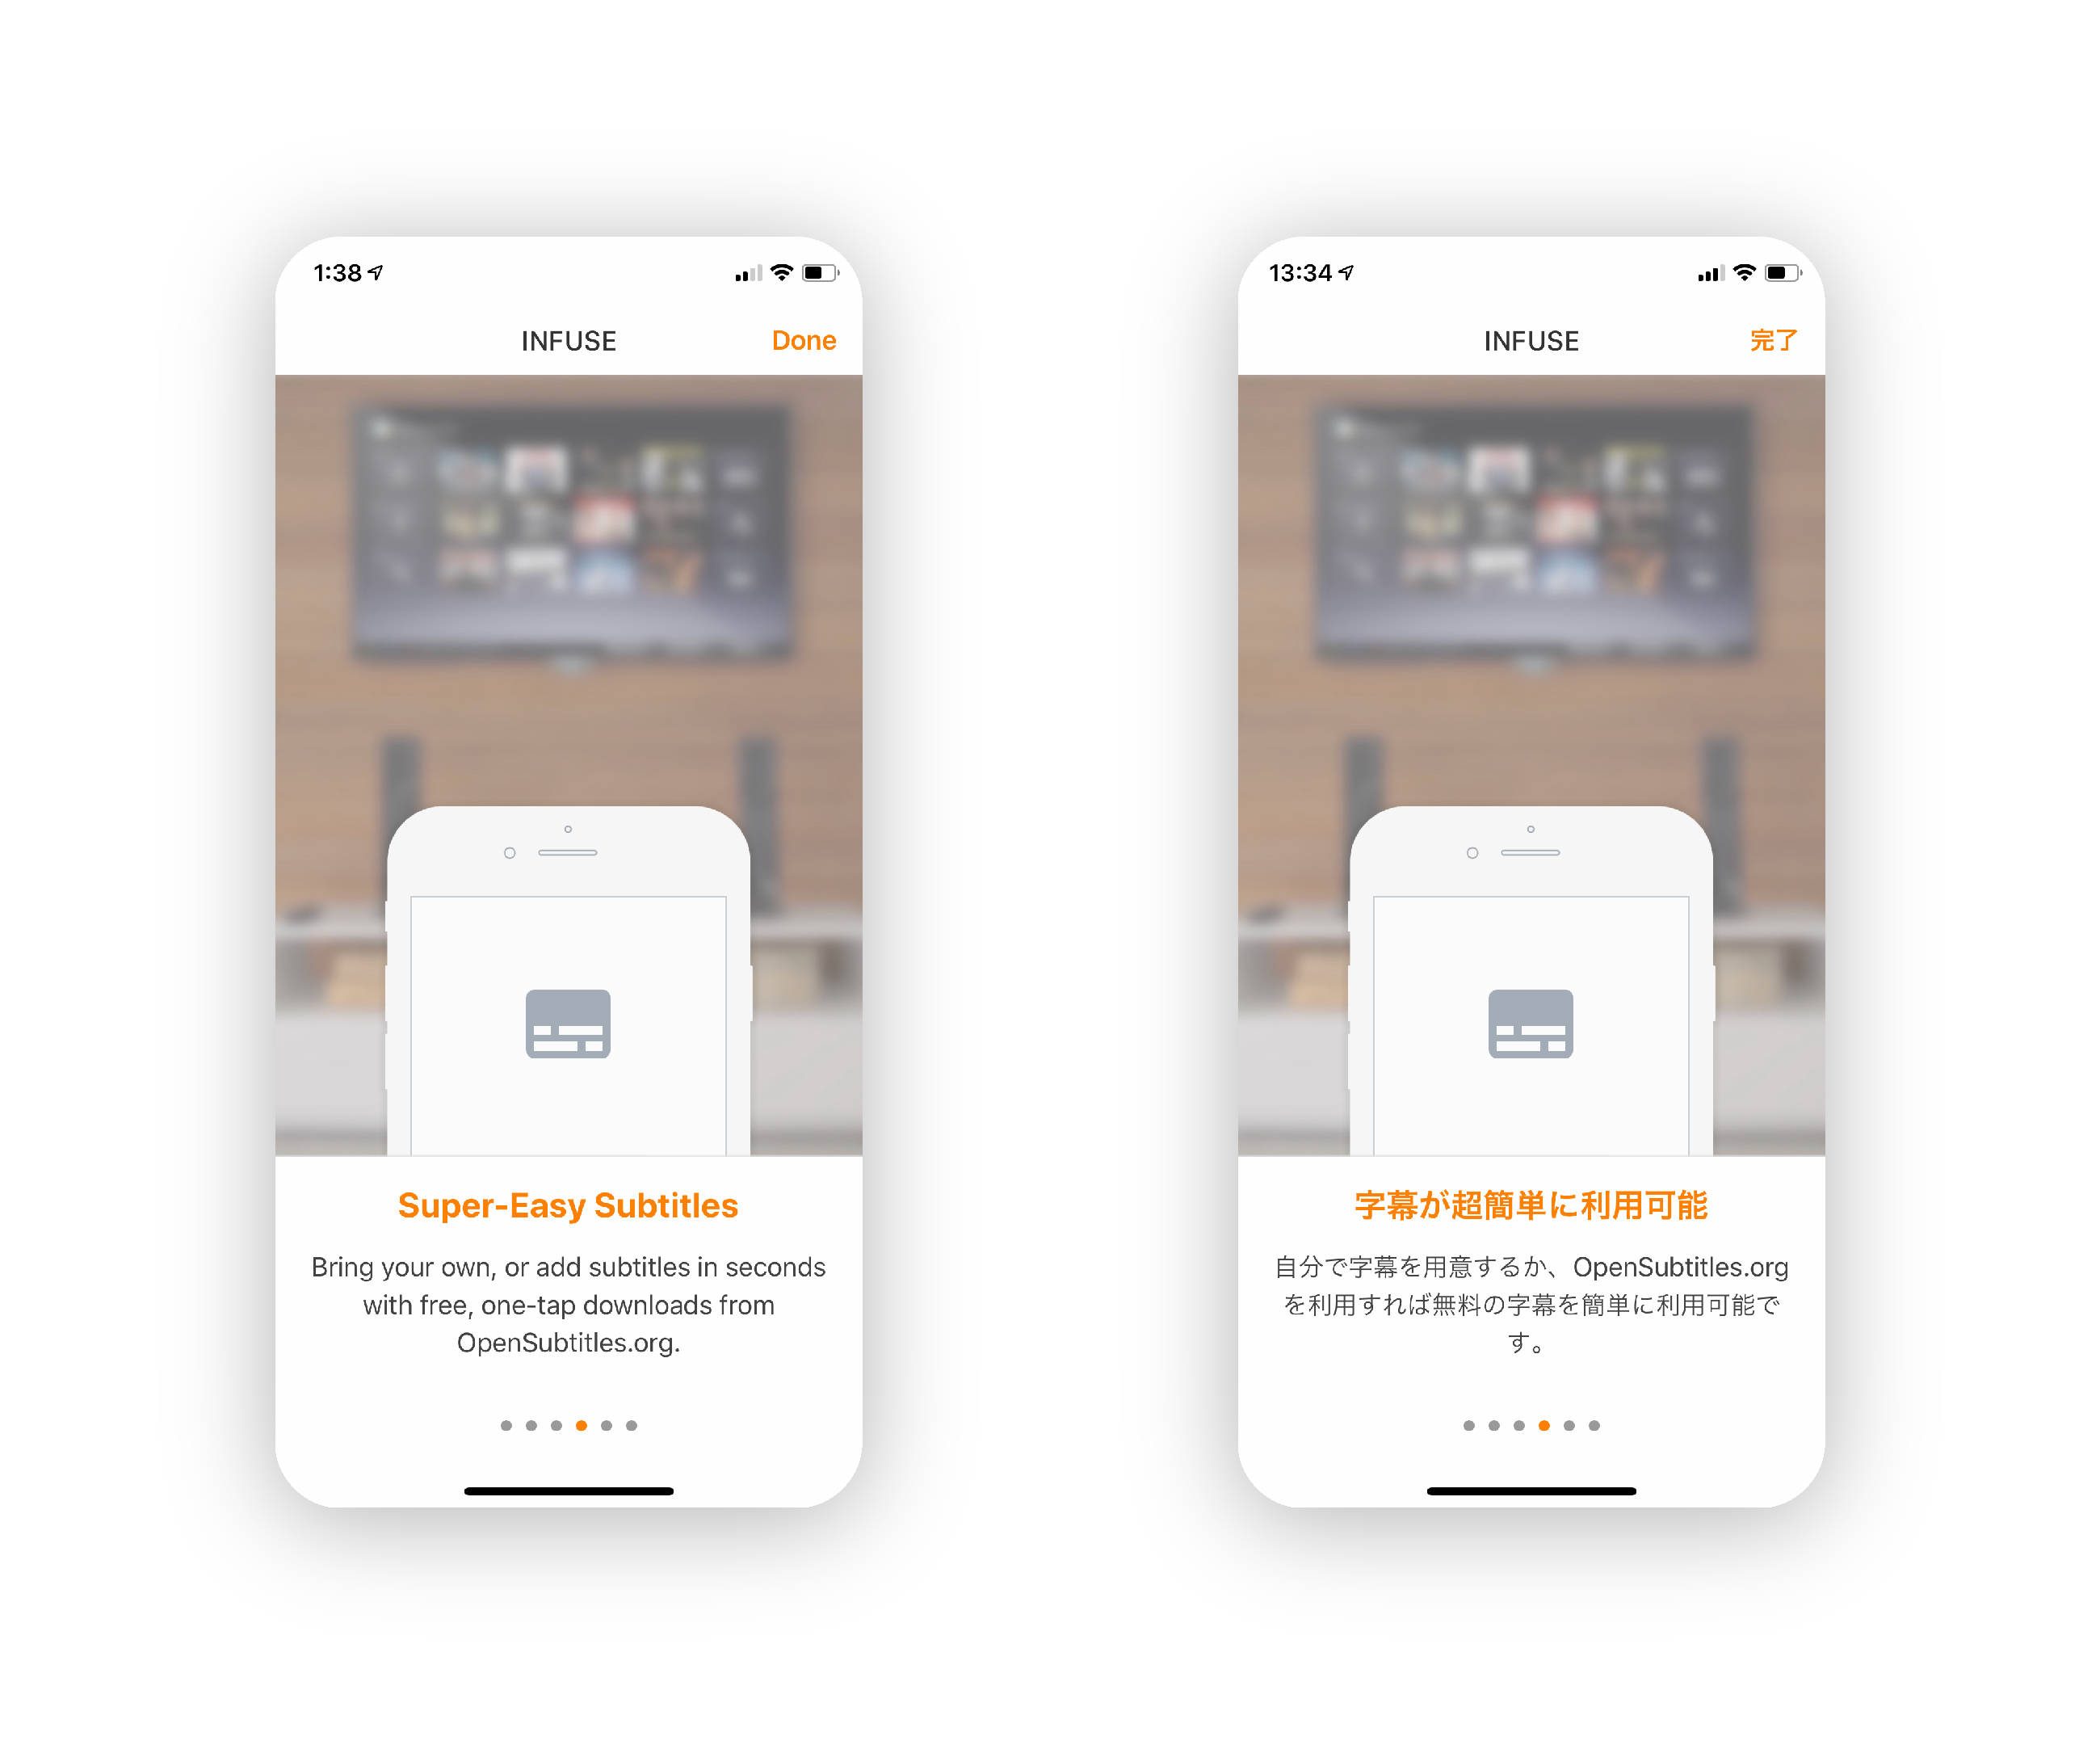 1:38
INFUSE
Done
Super-Easy Subtitles
Bring your own, or add subtitles in seconds
with free, one-tap downloads from
OpenSubtitles.org.
13:34
INFUSE
完了
字幕が超簡単に利用可能
自分で字幕を用意するか、OpenSubtitles.org
を利用すれば無料の字幕を簡単に利用可能で
す。